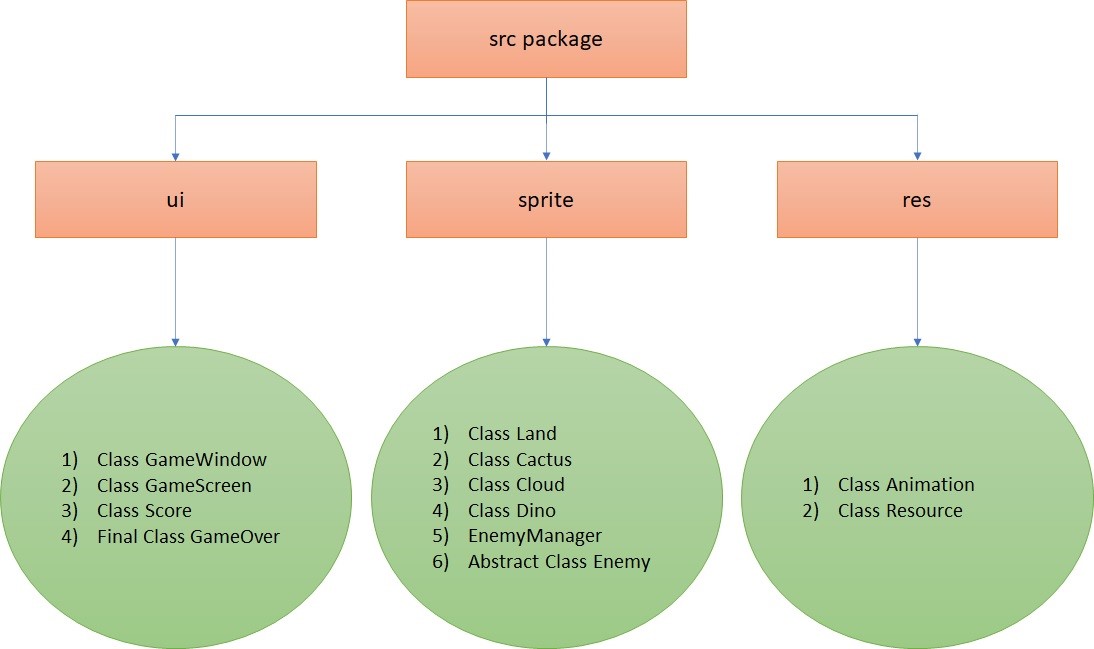 src package
ui
sprite
res
1) Class GameWindow
2) Class GameScreen
3) Class Score
4) Final Class GameOver
1) Class Land
2) Class Cactus
3) Class Cloud
4) Class Dino
5) EnemyManager
6) Abstract Class Enemy
1) Class Animation
2) Class Resource